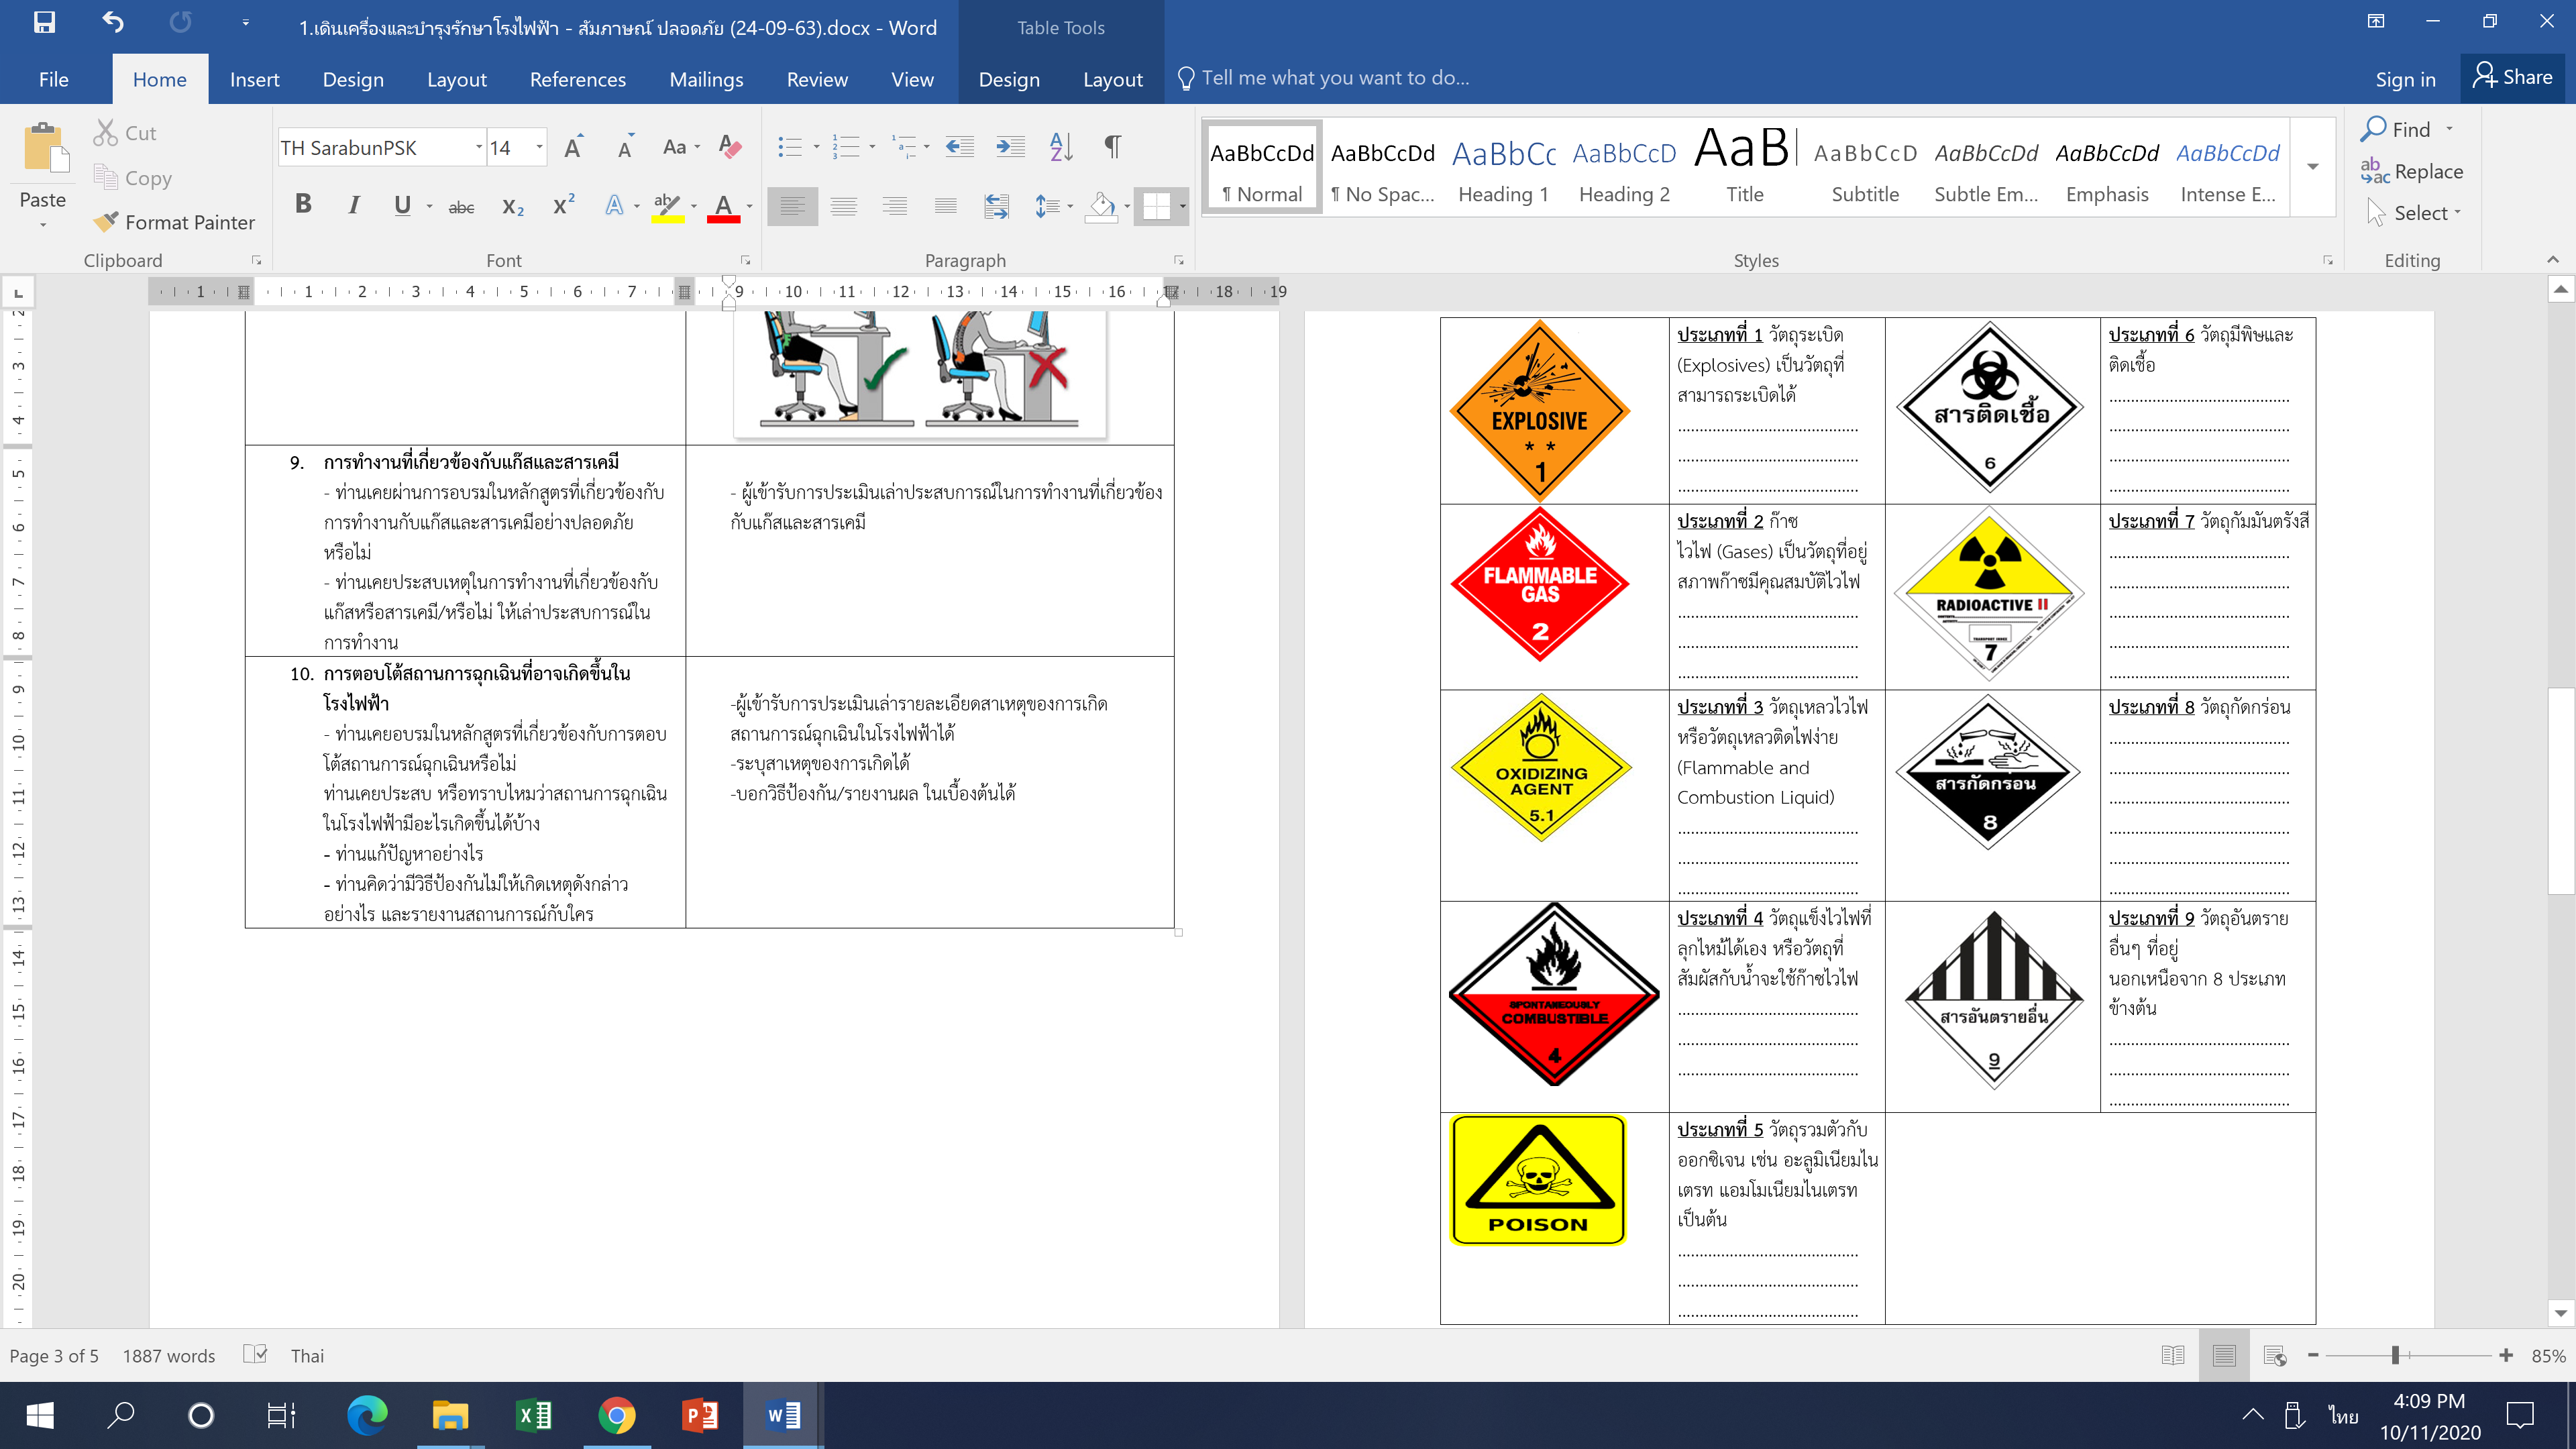 1.เดินเครื่องและบำรุงรักษาโรงไฟฟ้า - สัมภาษณ์ ปลอดภัย (24-09-63).docx - Word
Table Tools
File Home Insert Design Layout References Mailings Review View Design Layout Tell me what you want to do...
Sign in Share
Paste
Cut
Copy
Format Painter
Clipboard
TH SarabunPSK 14
Font
Paragraph
AaBbCcDd AaBbCcDd AaBbCc AaBbCcD AaB AaBbCcD AaBbCcDd AaBbCcDd AaBbCcDd
¶ Normal ¶ No Spac... Heading 1 Heading 2 Title Subtitle Subtle Em... Emphasis Intense E...
Styles
Find
Replace
Select
Editing
1 1 2 3 4 5 6 7 9 10 11 12 13 14 15 16 17 18 19
9. การทำงานที่เกี่ยวข้องกับแก๊สและสารเคมี
- ท่านเคยผ่านการอบรมในหลักสูตรที่เกี่ยวข้องกับ
การทำงานกับแก๊สและสารเคมีอย่างปลอดภัย
หรือไม่
- ท่านเคยประสบเหตุในการทำงานที่เกี่ยวข้องกับ
แก๊สหรือสารเคมี/หรือไม่ ให้เล่าประสบการณ์ใน
การทำงาน
- ผู้เข้ารับการประเมินเล่าประสบการณ์ในการทำงานที่เกี่ยวข้อง
กับแก๊สและสารเคมี
10. การตอบโต้สถานการฉุกเฉินที่อาจเกิดขึ้นใน
โรงไฟฟ้า
- ท่านเคยอบรมในหลักสูตรที่เกี่ยวข้องกับการตอบ
โต้สถานการณ์ฉุกเฉินหรือไม่
ท่านเคยประสบ หรือทราบไหมว่าสถานการฉุกเฉิน
ในโรงไฟฟ้ามีอะไรเกิดขึ้นได้บ้าง
- ท่านแก้ปัญหาอย่างไร
- ท่านคิดว่ามีวิธีป้องกันไม่ให้เกิดเหตุดังกล่าว
อย่างไร และรายงานสถานการณ์กับใคร
-ผู้เข้ารับการประเมินเล่ารายละเอียดสาเหตุของการเกิด
สถานการณ์ฉุกเฉินในโรงไฟฟ้าได้
-ระบุสาเหตุของการเกิดได้
-บอกวิธีป้องกัน/รายงานผล ในเบื้องต้นได้
EXPLOSIVE
* *
1
ประเภทที่ 1 วัตถุระเบิด
(Explosives) เป็นวัตถุที่
สามารถระเบิดได้
.......................................
.......................................
.......................................
สารติดเชื้อ
6
ประเภทที่ 6 วัตถุมีพิษและ
ติดเชื้อ
.......................................
.......................................
.......................................
.......................................
FLAMMABLE
GAS
2
ประเภทที่ 2 ก๊าซ
ไวไฟ (Gases) เป็นวัตถุที่อยู่
สภาพก๊าซมีคุณสมบัติไวไฟ
.......................................
.......................................
.......................................
RADIOACTIVE II
7
ประเภทที่ 7 วัตถุกัมมันตรังสี
.......................................
.......................................
.......................................
.......................................
.......................................
OXIDIZING
AGENT
5.1
ประเภทที่ 3 วัตถุเหลวไวไฟ
หรือวัตถุเหลวติดไฟง่าย
(Flammable and
Combustion Liquid)
.......................................
.......................................
.......................................
สารกัดกร่อน
8
ประเภทที่ 8 วัตถุกัดกร่อน
.......................................
.......................................
.......................................
.......................................
.......................................
.......................................
SPONTANEOUSLY
COMBUSTIBLE
4
ประเภทที่ 4 วัตถุแข็งไวไฟที่
ลุกไหม้ได้เอง หรือวัตถุที่
สัมผัสกับน้ำจะใช้ก๊าซไวไฟ
.......................................
.......................................
.......................................
สารอันตรายอื่น
9
ประเภทที่ 9 วัตถุอันตราย
อื่นๆ ที่อยู่
นอกเหนือจาก 8 ประเภท
ข้างต้น
.......................................
.......................................
.......................................
POISON
ประเภทที่ 5 วัตถุรวมตัวกับ
ออกซิเจน เช่น อะลูมิเนียมไน
เตรท แอมโมเนียมไนเตรท
เป็นต้น
.......................................
.......................................
.......................................
Page 3 of 5 1887 words Thai 85%
ไทย
4:09 PM
10/11/2020